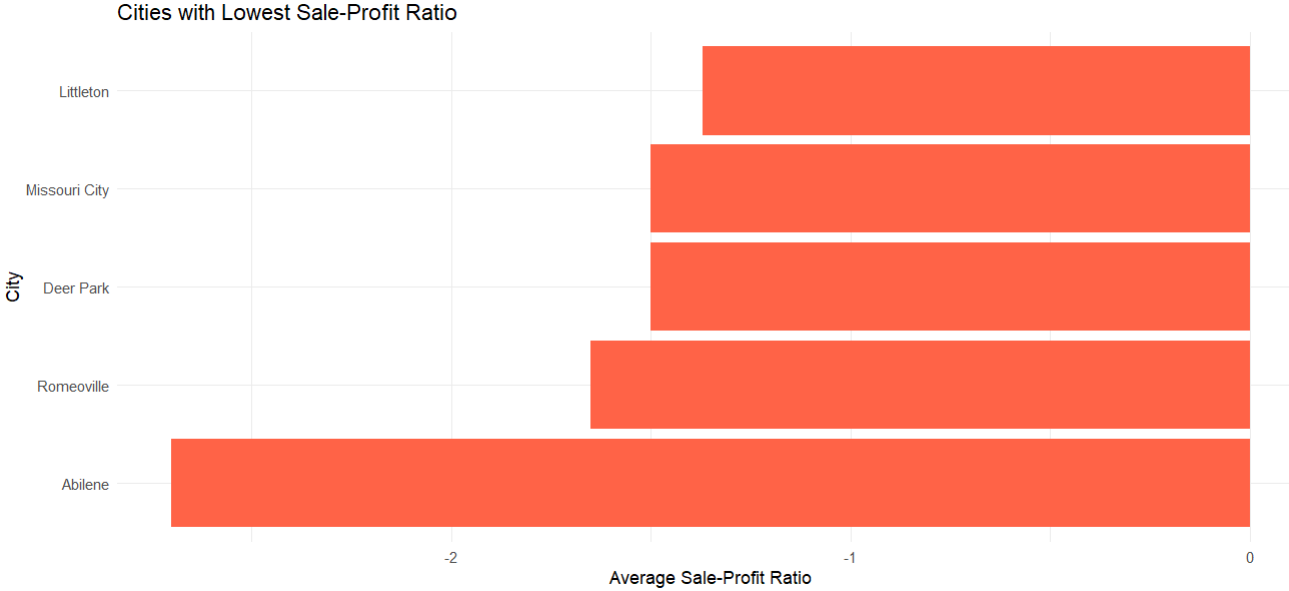 Cities with Lowest Sale-Profit Ratio
Littleton
Missouri City
Deer Park
Romeoville
Abilene
City
-2
-1
0
Average Sale-Profit Ratio